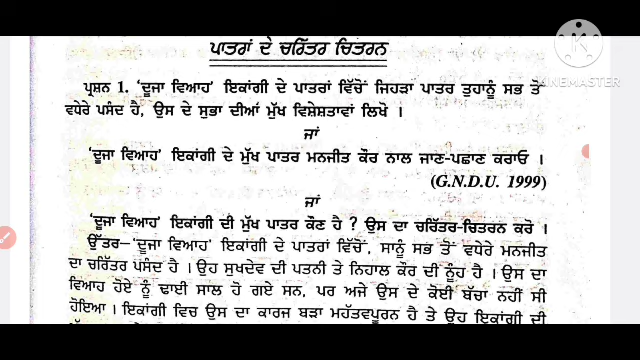 ਪਾਤਰਾਂ ਦੇ ਚਰਿੱਤਰ ਚਿਤਰਨ
KINEMASTER
ਪ੍ਰਸ਼ਨ 1. 'ਦੂਜਾ ਵਿਆਹ' ਇਕਾਂਗੀ ਦੇ ਪਾਤਰਾਂ ਵਿੱਚੋਂ ਜਿਹੜਾ ਪਾਤਰ ਤੁਹਾਨੂੰ ਸਭ ਤੋਂ
ਵਧੇਰੇ ਪਸੰਦ ਹੈ, ਉਸ ਦੇ ਸੁਭਾ ਦੀਆਂ ਮੁੱਖ ਵਿਸ਼ੇਸ਼ਤਾਵਾਂ ਲਿਖੋ ।
ਜਾਂ
'ਦੂਜਾ ਵਿਆਹ' ਇਕਾਂਗੀ ਦੇ ਮੁੱਖ ਪਾਤਰ ਮਨਜੀਤ ਕੌਰ ਨਾਲ ਜਾਣ-ਪਛਾਣ ਕਰਾਓ ।
(G.N.D.U. 1999)
ਜਾਂ
'ਦੂਜਾ ਵਿਆਹ' ਇਕਾਂਗੀ ਦੀ ਮੁੱਖ ਪਾਤਰ ਕੌਣ ਹੈ ? ਉਸ ਦਾ ਚਰਿੱਤਰ-ਚਿਤਰਨ ਕਰੋ ।
ਉੱਤਰ—'ਦੂਜਾ ਵਿਆਹ' ਇਕਾਂਗੀ ਦੇ ਪਾਤਰਾਂ ਵਿੱਚੋਂ, ਸਾਨੂੰ ਸਭ ਤੋਂ ਵਧੇਰੇ ਮਨਜੀਤ
ਦਾ ਚਰਿੱਤਰ ਪਸੰਦ ਹੈ । ਉਹ ਸੁਖਦੇਵ ਦੀ ਪਤਨੀ ਤੇ ਨਿਹਾਲ ਕੌਰ ਦੀ ਨੂੰਹ ਹੈ । ਉਸ ਦਾ
ਵਿਆਹ ਹੋਏ ਨੂੰ ਢਾਈ ਸਾਲ ਹੋ ਗਏ ਸਨ, ਪਰ ਅਜੇ ਉਸ ਦੇ ਕੋਈ ਬੱਚਾ ਨਹੀਂ ਸੀ
ਹੋਇਆ । ਇਕਾਂਗੀ ਵਿਚ ਉਸ ਦਾ ਕਾਰਜ ਬੜਾ ਮਹੱਤਵਪੂਰਨ ਹੈ ਤੇ ਉਹ ਇਕਾਂਗੀ ਦੀ